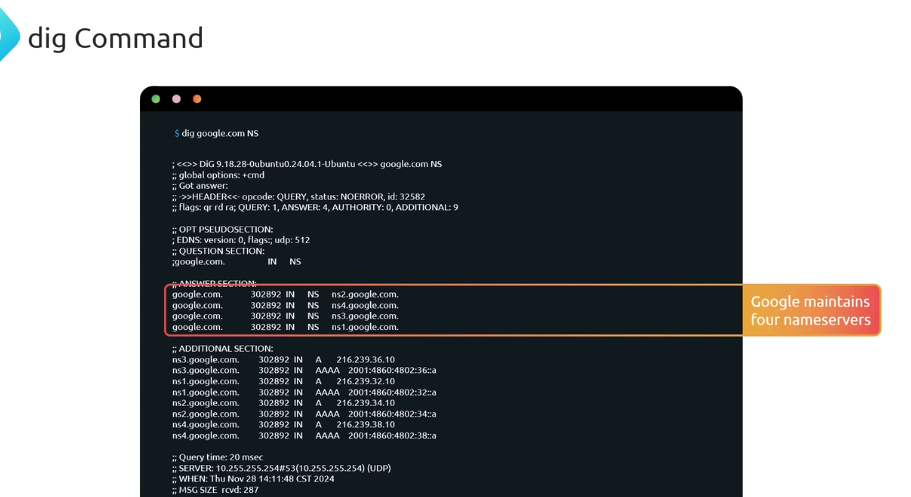 dig Command
$ dig google.com NS
; <<>> DiG 9.18.28-0ubuntu0.24.04.1-Ubuntu <<>> google.com NS
;; global options: +cmd
;; Got answer:
;; ->>HEADER<<- opcode: QUERY, status: NOERROR, id: 32582
;; flags: qr rd ra; QUERY: 1, ANSWER: 4, AUTHORITY: 0, ADDITIONAL: 9
;; OPT PSEUDOSECTION:
; EDNS: version: 0, flags:; udp: 512
;; QUESTION SECTION:
;google.com. IN NS
;; ANSWER SECTION:
google.com. 302892 IN NS ns2.google.com.
google.com. 302892 IN NS ns4.google.com.
google.com. 302892 IN NS ns3.google.com.
google.com. 302892 IN NS ns1.google.com.
Google maintains
four nameservers
;; ADDITIONAL SECTION:
ns3.google.com. 302892 IN A 216.239.36.10
ns3.google.com. 302892 IN AAAA 2001:4860:4802:36::a
ns1.google.com. 302892 IN A 216.239.32.10
ns1.google.com. 302892 IN AAAA 2001:4860:4802:32::a
ns2.google.com. 302892 IN A 216.239.34.10
ns2.google.com. 302892 IN AAAA 2001:4860:4802:34::a
ns4.google.com. 302892 IN A 216.239.38.10
ns4.google.com. 302892 IN AAAA 2001:4860:4802:38::a
;; Query time: 20 msec
;; SERVER: 10.255.255.254#53(10.255.255.254) (UDP)
;; WHEN: Thu Nov 28 14:11:48 CST 2024
;; MSG SIZE rcvd: 287